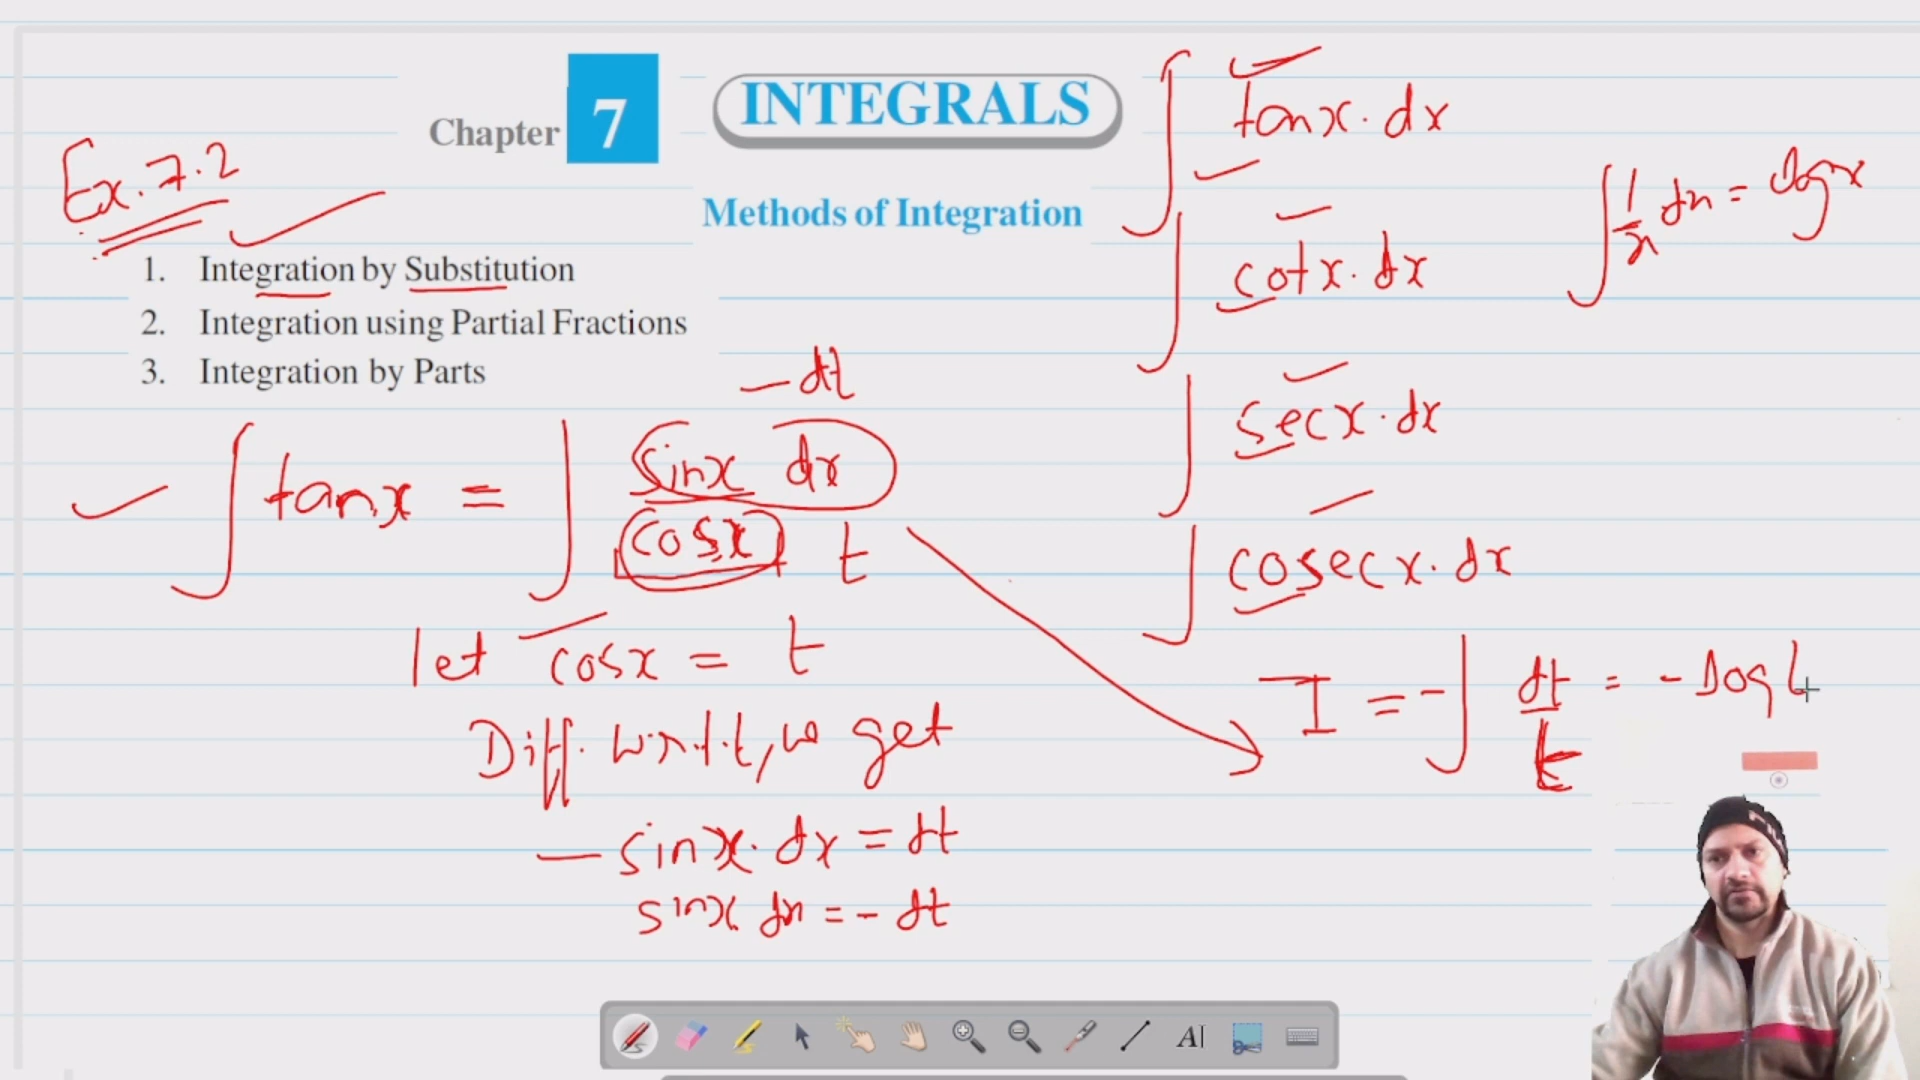 Chapter 7 INTEGRALS
Ex.7.2
Methods of Integration
1. Integration by Substitution
2. Integration using Partial Fractions
3. Integration by Parts
∫ tanx. dx
∫ 1/x dx = logx
∫ cotx. dx
∫ secx. dx
∫ cosecx. dx
- dt
∫ tanx = ∫ sinx dx / cosx t
let cosx = t
Diff. w.r.t. t, we get
- sinx. dx = dt
sinx dx = - dt
I = - ∫ dt/t = - log
A